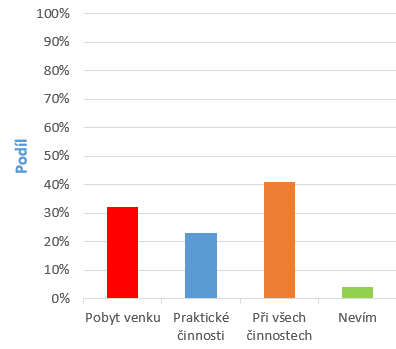 100%
90%
80%
70%
60%
50%
40%
30%
20%
10%
0%
Podíl
Pobyt venku
Praktické
činnosti
Při všech
činnostech
Nevím